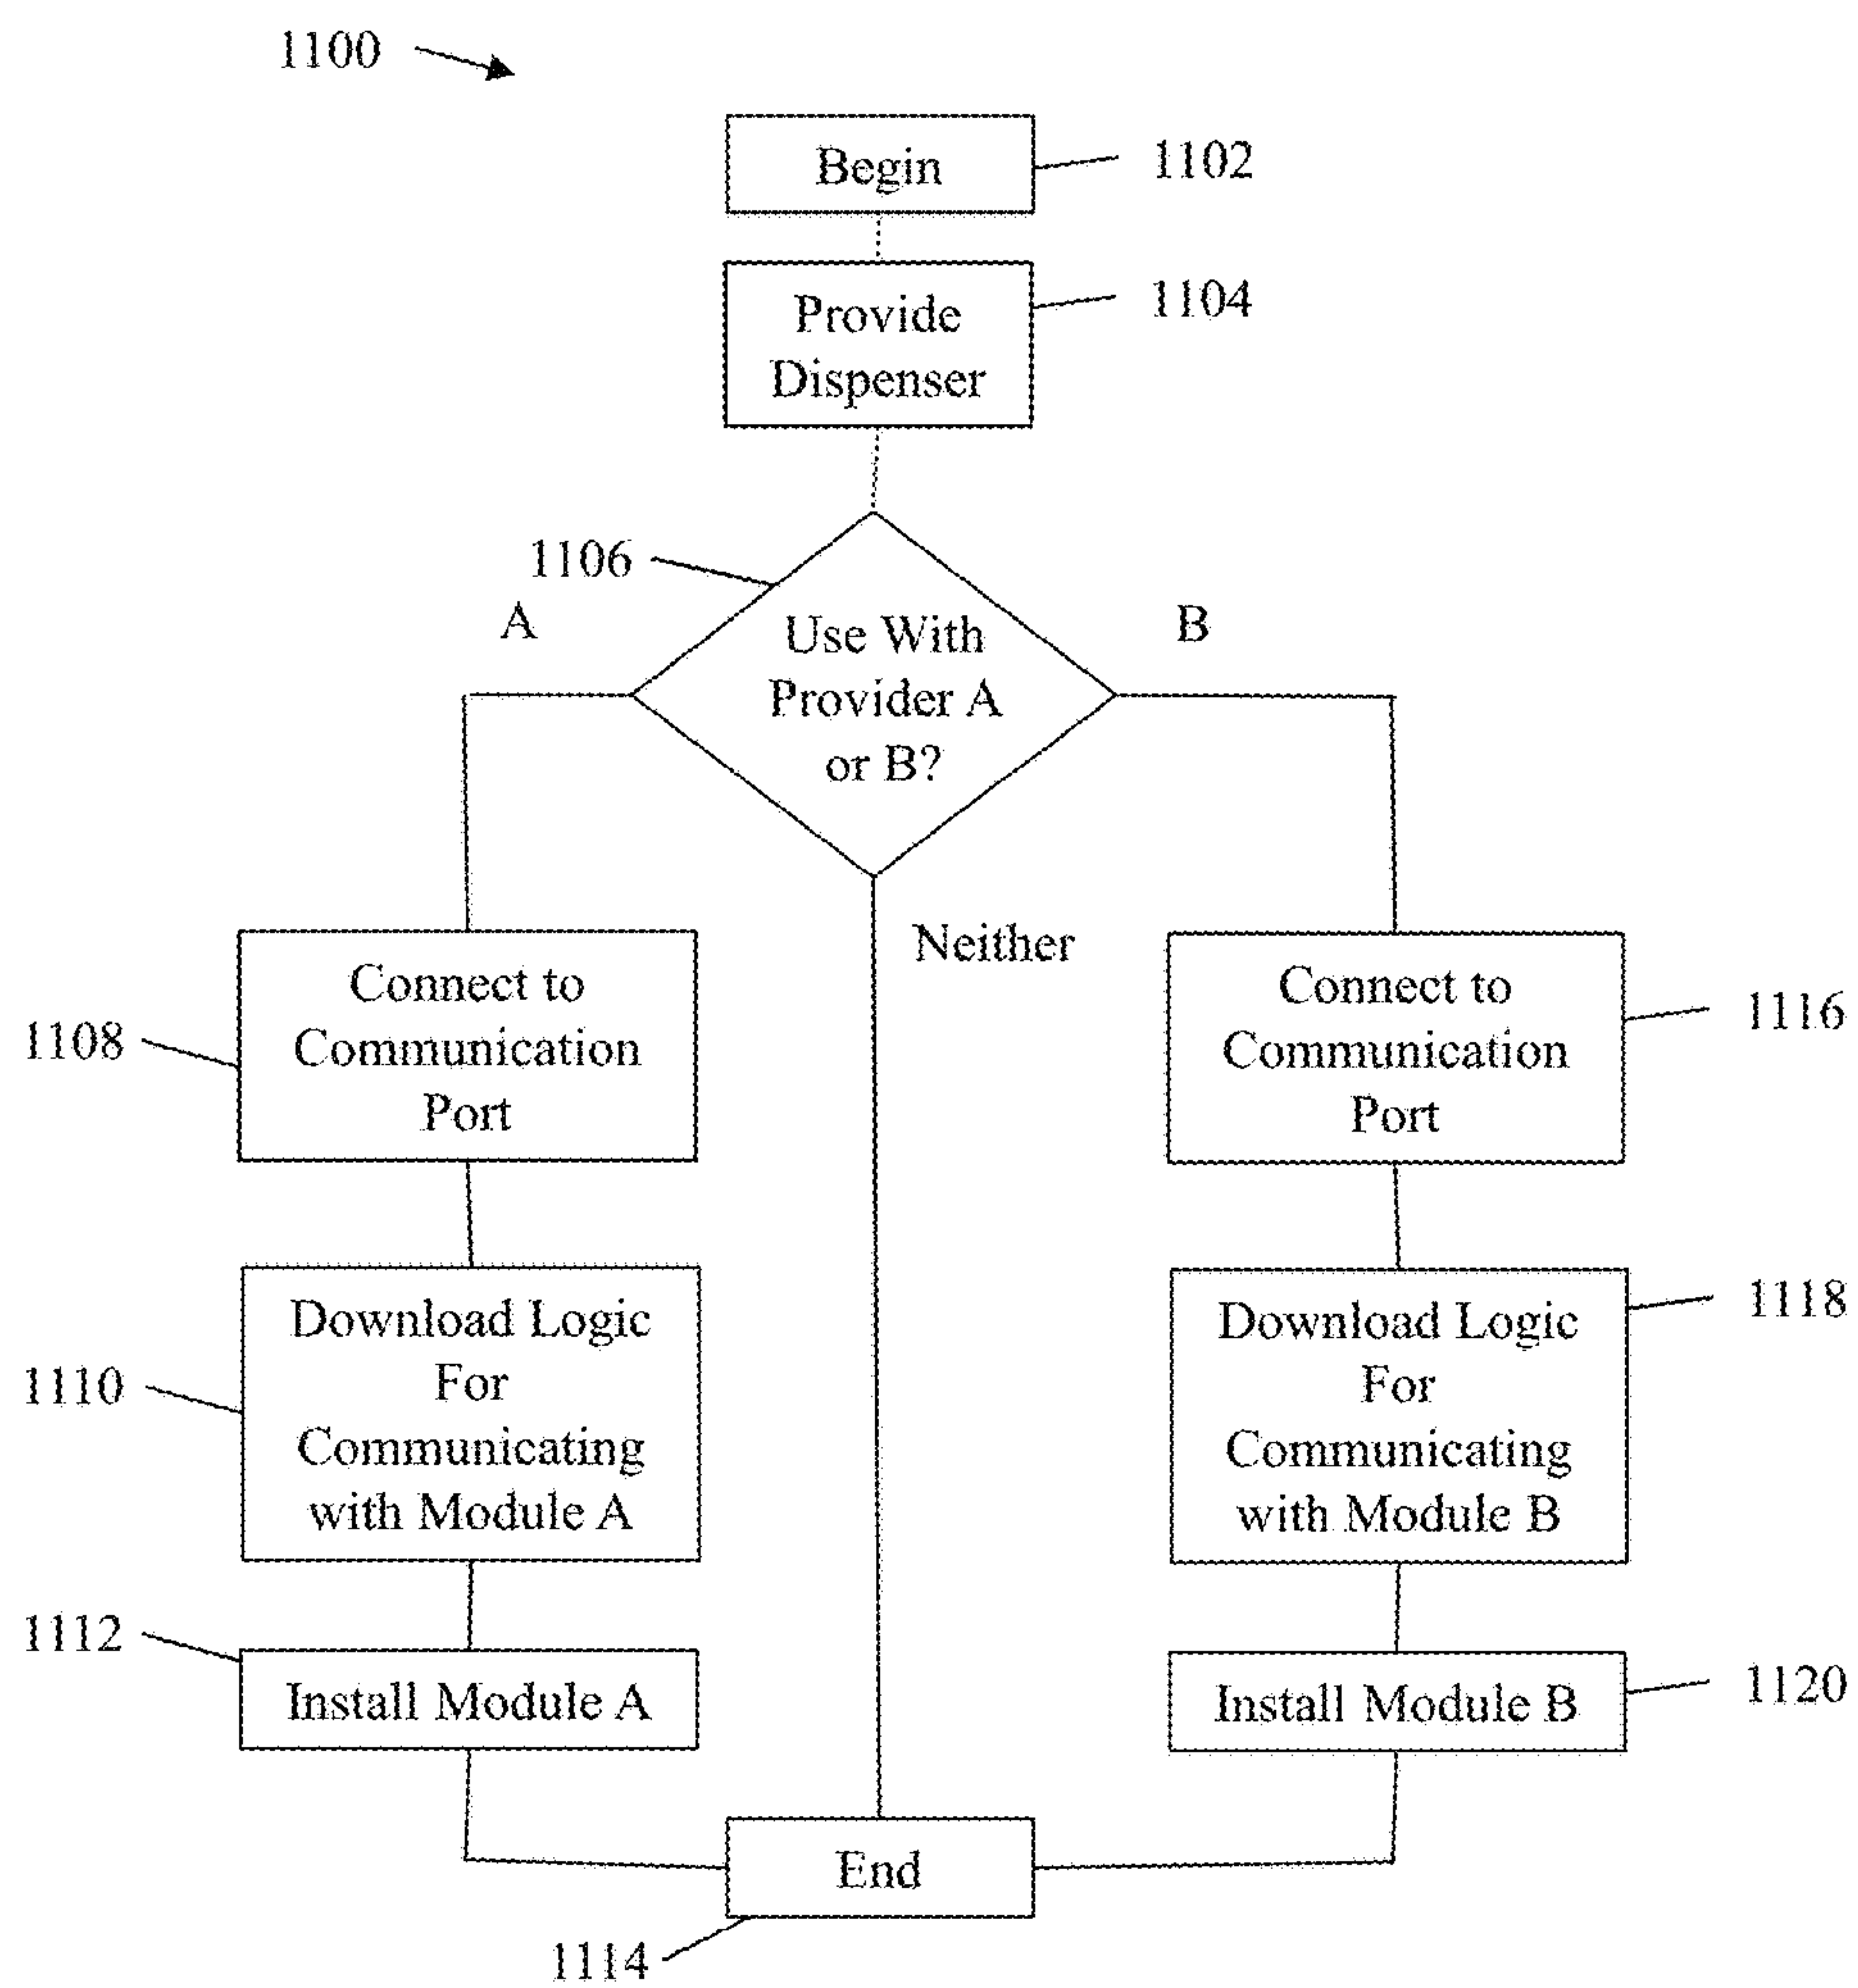 1100
Begin
1102
Provide
Dispenser
1104
1106
A
B
Use With
Provider A
or B?
Neither
Connect to
Communication
Port
1108
Connect to
Communication
Port
1116
Download Logic
For
Communicating
with Module A
1110
Download Logic
For
Communicating
with Module B
1118
1112
Install Module A
Install Module B
1120
End
1114